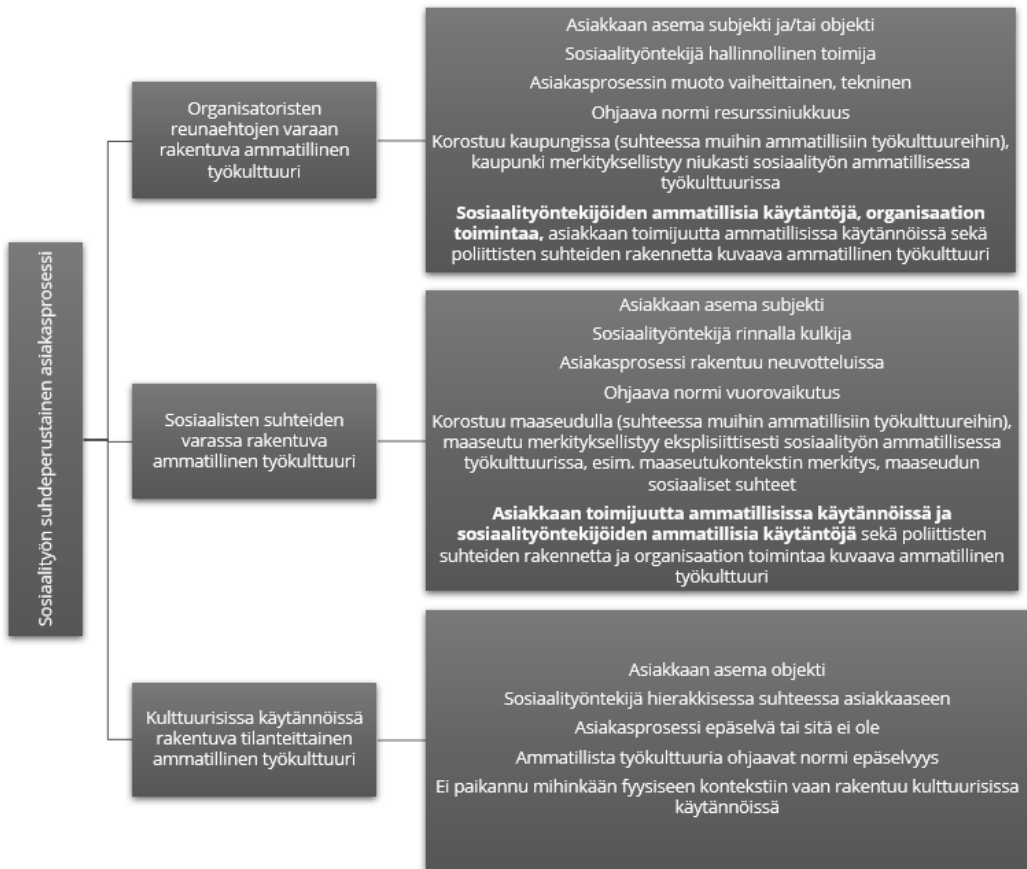 Sosiaalityön suhdeperustainen asiakasprosessi
Organisatoristen
reunaehtojen varaan
rakentuva ammatillinen
työkulttuuri
Asiakkaan asema subjekti ja/tai objekti
Sosiaalityöntekijä hallinnollinen toimija
Asiakasprosessin muoto vaiheittainen, tekninen
Ohjaava normi resurssiniukkuus
Korostuu kaupungissa (suhteessa muihin ammatillisiin työkulttuureihin),
kaupunki merkityksellistyy niukasti sosiaalityön ammatillisessa
työkulttuurissa
Sosiaalityöntekijöiden ammatillisia käytäntöjä, organisaation
toimintaa, asiakkaan toimijuutta ammatillisissa käytännöissä sekä
poliittisten suhteiden rakennetta kuvaava ammatillinen työkulttuuri
Sosiaalisten suhteiden
varassa rakentuva
ammatillinen työkulttuuri
Asiakkaan asema subjekti
Sosiaalityöntekijä rinnalla kulkija
Asiakasprosessi rakentuu neuvotteluissa
Ohjaava normi vuorovaikutus
Korostuu maaseudulla (suhteessa muihin ammatillisiin työkulttuureihin),
maaseutu merkityksellistyy eksplisiittisesti sosiaalityön ammatillisessa
työkulttuurissa, esim. maaseutukontekstin merkitys, maaseudun
sosiaaliset suhteet
Asiakkaan toimijuutta ammatillisissa käytännöissä ja
sosiaalityöntekijöiden ammatillisia käytäntöjä sekä poliittisten
suhteiden rakennetta ja organisaation toimintaa kuvaava ammatillinen
työkulttuuri
Kulttuurisissa käytännöissä
rakentuva tilanteittainen
ammatillinen työkulttuuri
Asiakkaan asema objekti
Sosiaalityöntekijä hierakkisessa suhteessa asiakkaaseen
Asiakasprosessi epäselvä tai sitä ei ole
Ammatillista työkulttuuria ohjaavat normi epäselvyys
Ei paikannu mihinkään fyysiseen kontekstiin vaan rakentuu kulttuurisissa
käytännöissä